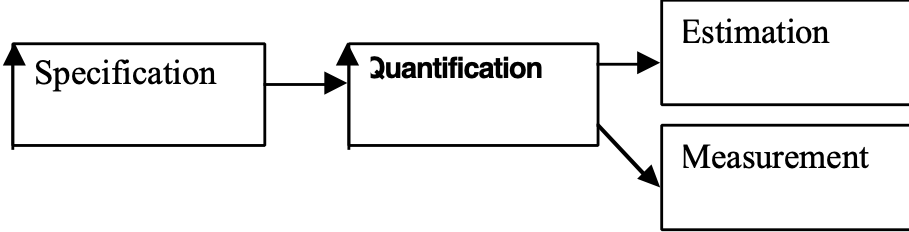 Specification
Quantification
Estimation
Measurement